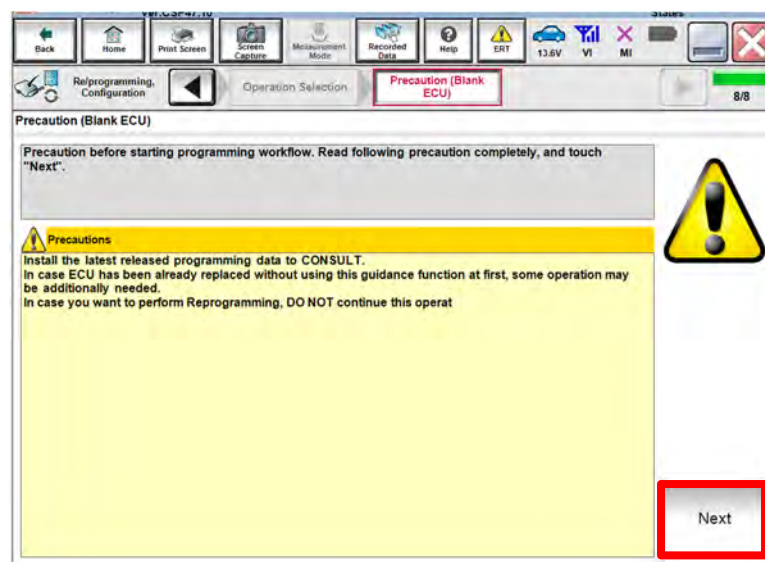 Ver.CSP47.10
States
Back
Home
Print Screen
Screen
Capture
Measurement
Mode
Recorded
Data
Help
ERT
13.6V
VI
MI
Re/programming,
Configuration
Operation Selection
Precaution (Blank
ECU)
8/8
Precaution (Blank ECU)
Precaution before starting programming workflow. Read following precaution completely, and touch
"Next".
Precautions
Install the latest released programming data to CONSULT.
In case ECU has been already replaced without using this guidance function at first, some operation may
be additionally needed.
In case you want to perform Reprogramming, DO NOT continue this operat
Next